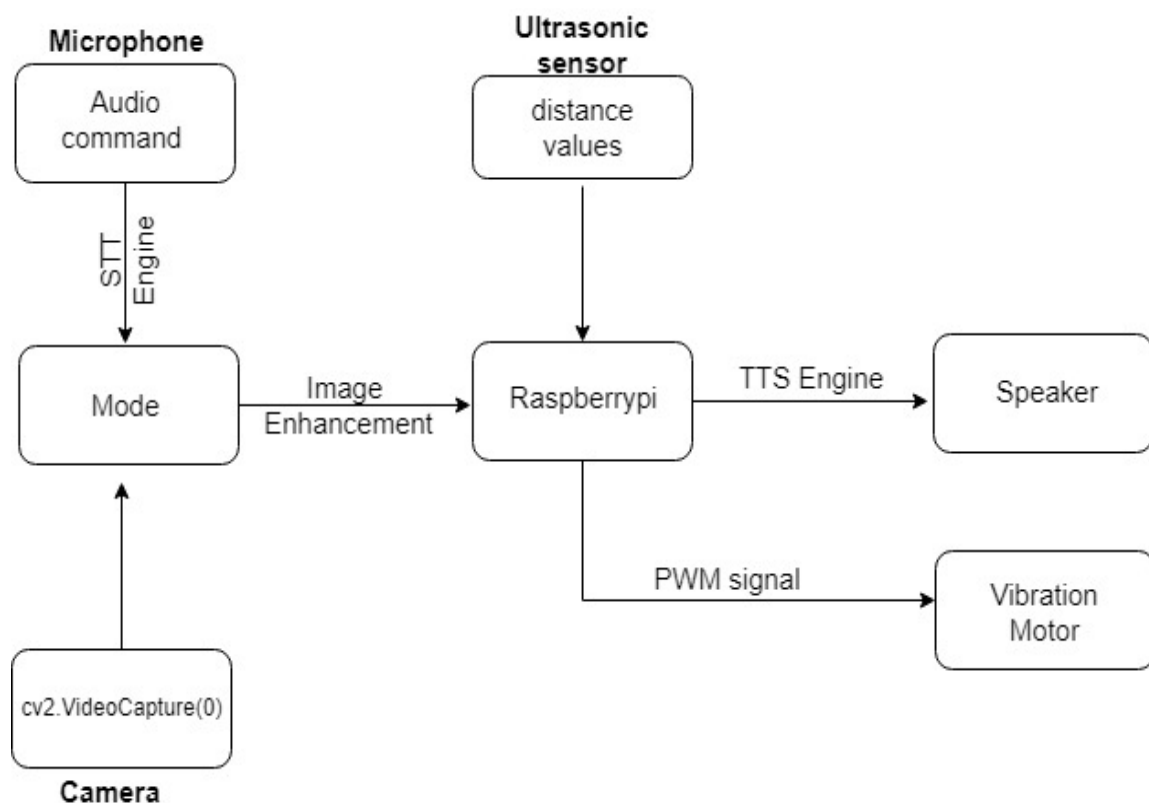 Microphone
Audio
command
Ultrasonic
sensor
distance
values
STT
Engine
Mode
Image
Enhancement
Raspberrypi
TTS Engine
Speaker
PWM signal
Vibration
Motor
cv2.VideoCapture(0)
Camera